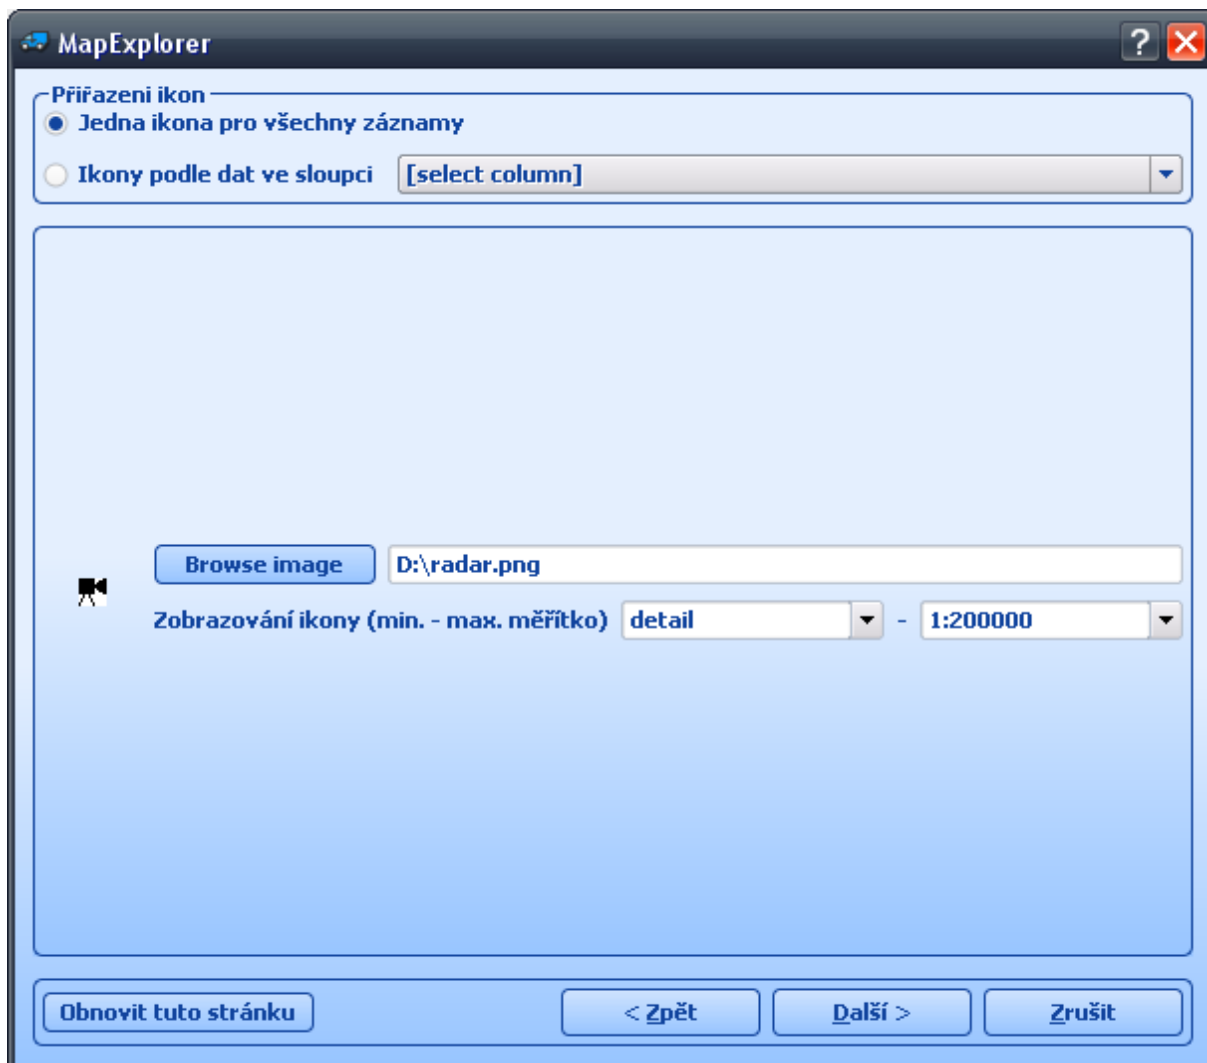 MapExplorer
Přiřazeni ikon
Jedna ikona pro všechny záznamy
Ikony podle dat ve sloupci [select column]
Browse image D:\radar.png
Zobrazování ikony (min. - max. měřítko) detail - 1:200000
Obnovit tuto stránku < Zpět Další > Zrušit